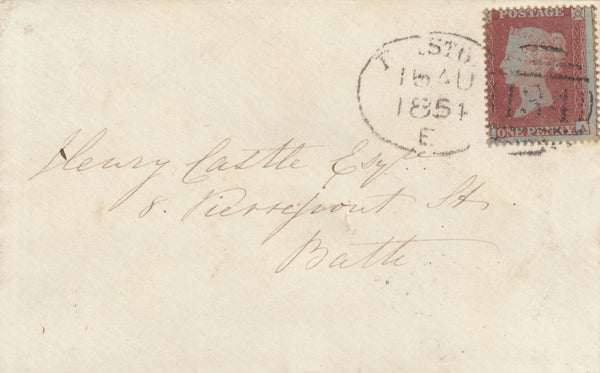 POSTAGE
15 AU
1854
E
ONE PENNY
Henry Castle Esqre
8. Pierrepont St.
Bath